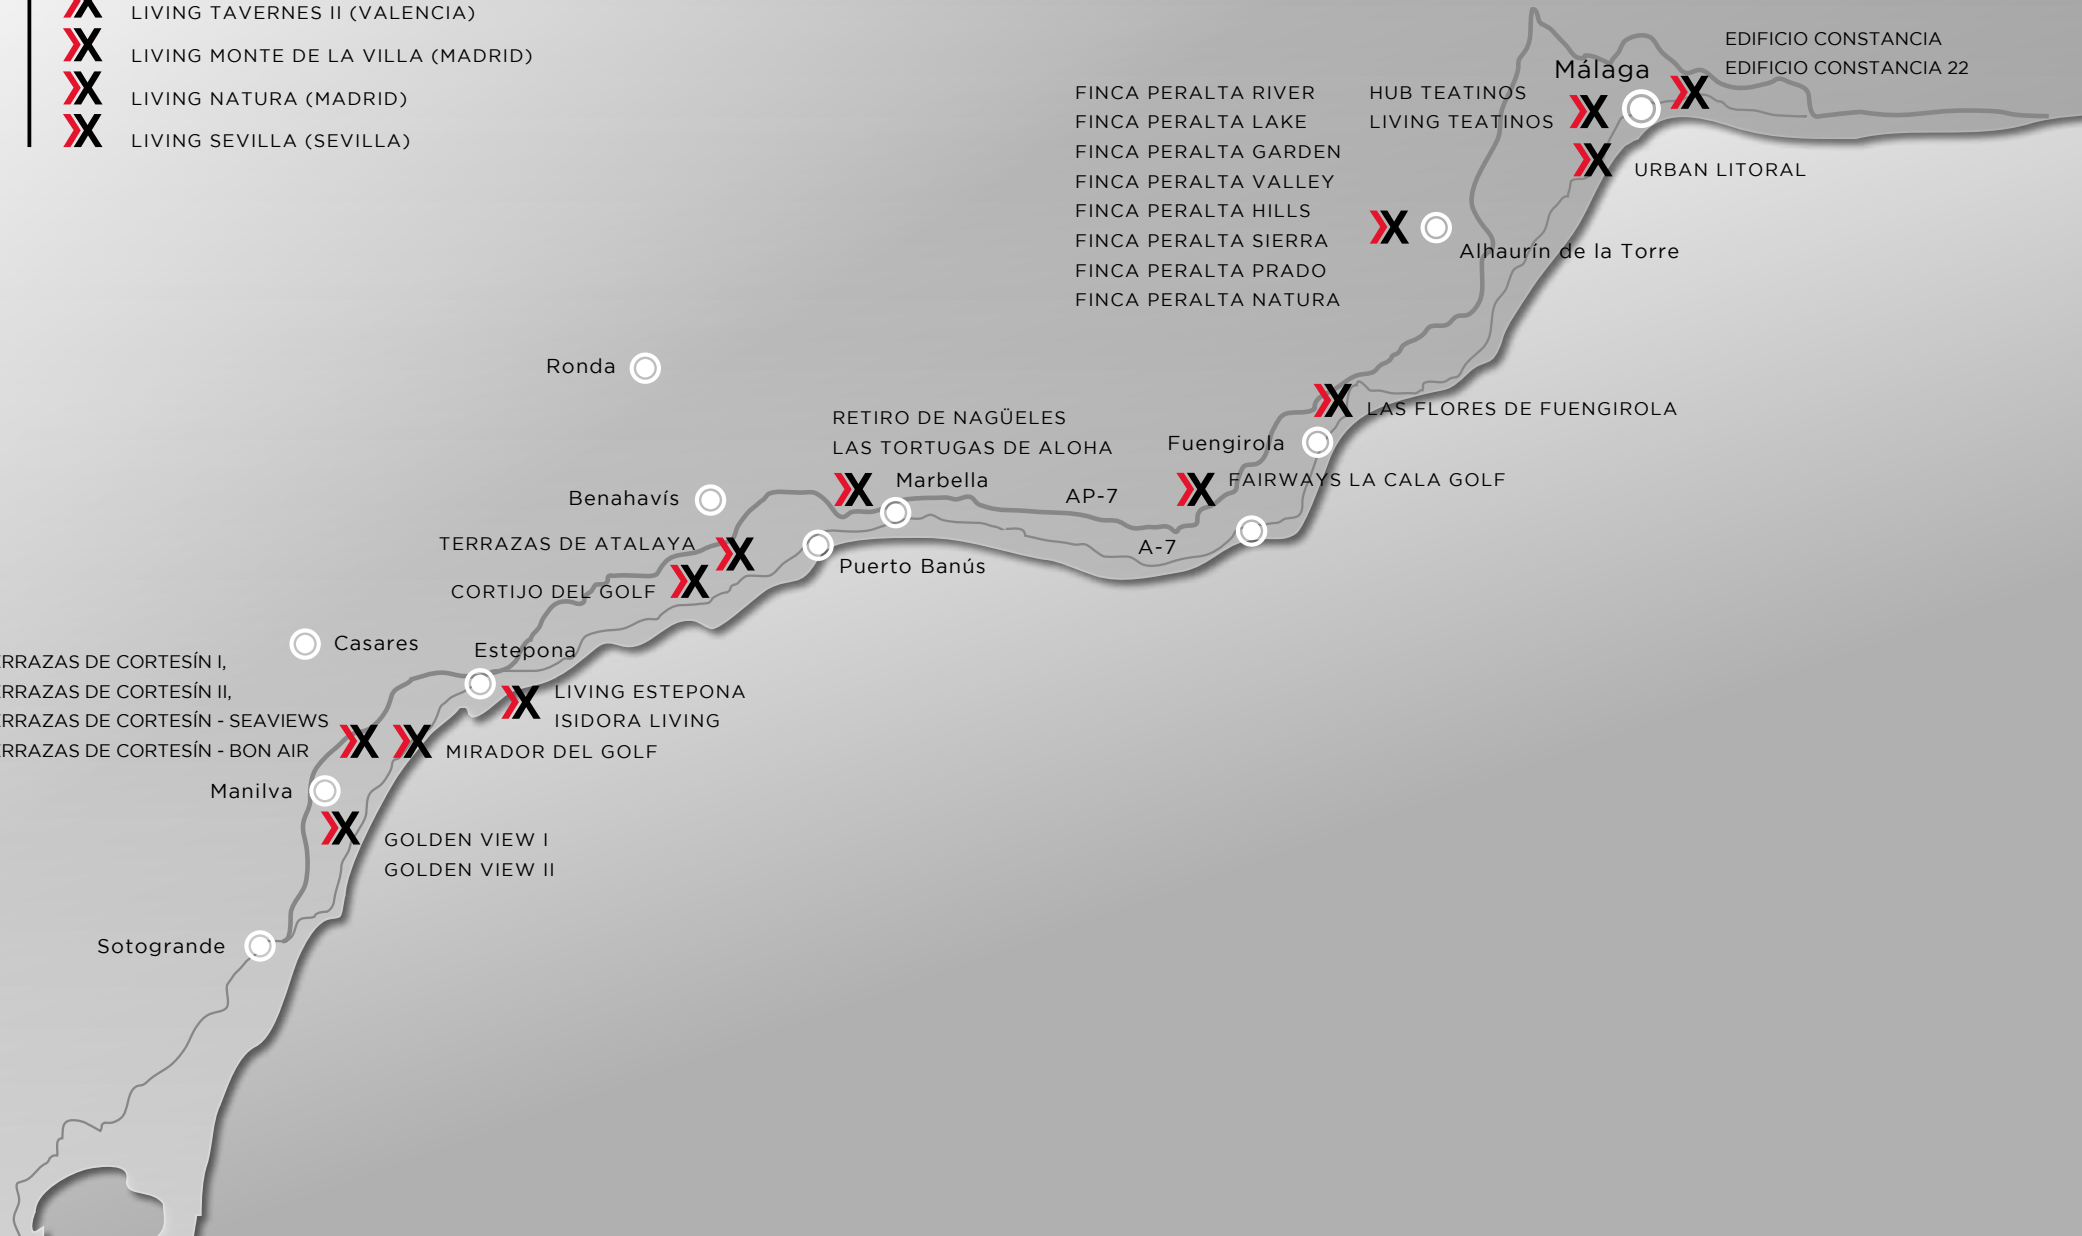 LIVING TAVERNES II (VALENCIA)
LIVING MONTE DE LA VILLA (MADRID)
LIVING NATURA (MADRID)
LIVING SEVILLA (SEVILLA)
EDIFICIO CONSTANCIA
EDIFICIO CONSTANCIA 22
Málaga
HUB TEATINOS
LIVING TEATINOS
URBAN LITORAL
FINCA PERALTA RIVER
FINCA PERALTA LAKE
FINCA PERALTA GARDEN
FINCA PERALTA VALLEY
FINCA PERALTA HILLS
FINCA PERALTA SIERRA
FINCA PERALTA PRADO
FINCA PERALTA NATURA
Alhaurín de la Torre
Ronda
LAS FLORES DE FUENGIROLA
RETIRO DE NAGÜELES
LAS TORTUGAS DE ALOHA
Fuengirola
Marbella
FAIRWAYS LA CALA GOLF
AP-7
Benahavís
TERRAZAS DE ATALAYA
A-7
Puerto Banús
CORTIJO DEL GOLF
Casares
Estepona
ERRAZAS DE CORTESÍN I,
ERRAZAS DE CORTESÍN II,
ERRAZAS DE CORTESÍN - SEAVIEWS
ERRAZAS DE CORTESÍN - BON AIR
LIVING ESTEPONA
ISIDORA LIVING
MIRADOR DEL GOLF
Manilva
GOLDEN VIEW I
GOLDEN VIEW II
Sotogrande